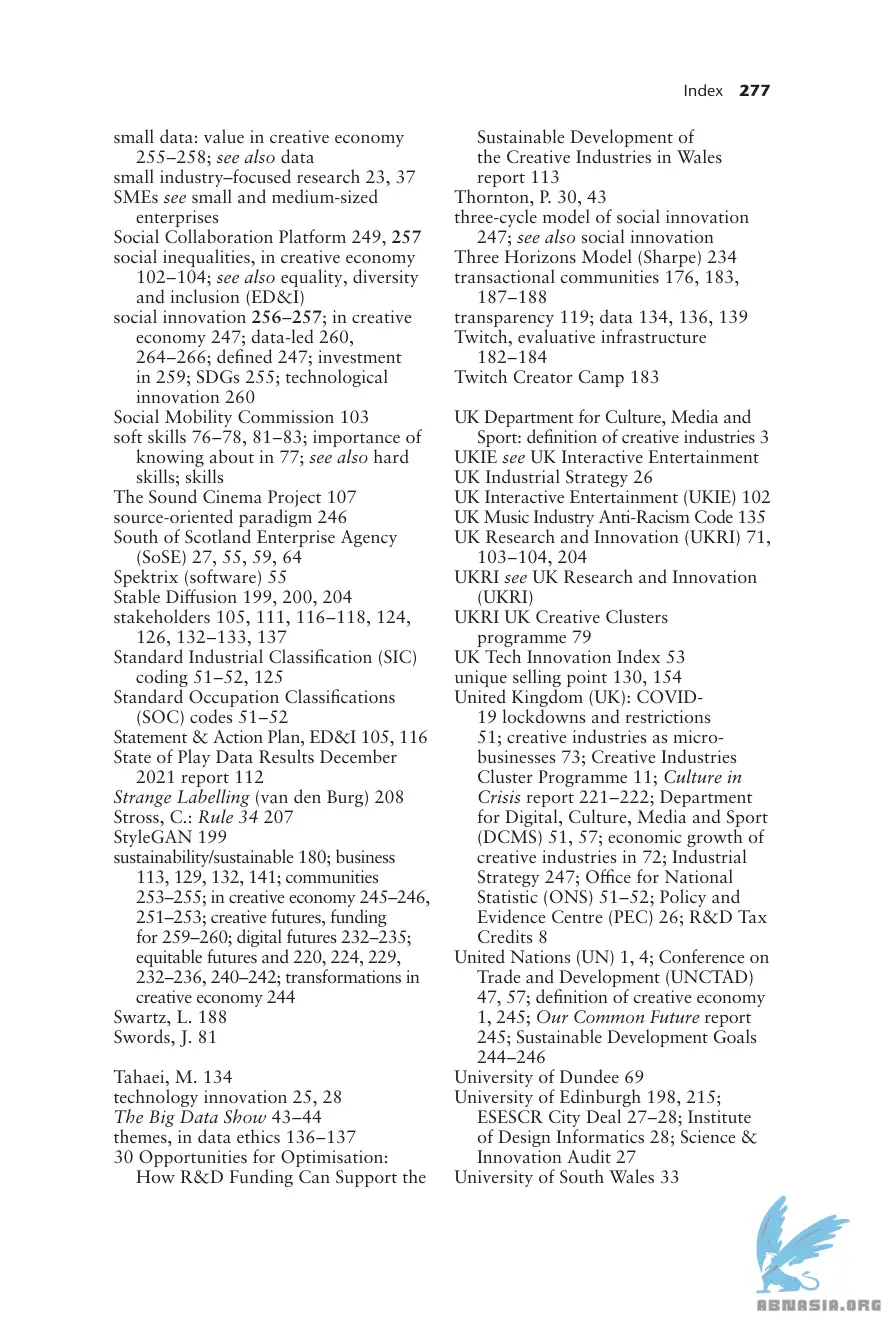 Index 277
small data: value in creative economy
255–258; see also data
small industry–focused research 23, 37
SMEs see small and medium-sized
enterprises
Social Collaboration Platform 249, 257
social inequalities, in creative economy
102–104; see also equality, diversity
and inclusion (ED&I)
social innovation 256–257; in creative
economy 247; data-led 260,
264–266; defined 247; investment
in 259; SDGs 255; technological
innovation 260
Social Mobility Commission 103
soft skills 76–78, 81–83; importance of
knowing about in 77; see also hard
skills; skills
The Sound Cinema Project 107
source-oriented paradigm 246
South of Scotland Enterprise Agency
(SoSE) 27, 55, 59, 64
Spektrix (software) 55
Stable Diffusion 199, 200, 204
stakeholders 105, 111, 116–118, 124,
126, 132–133, 137
Standard Industrial Classification (SIC)
coding 51–52, 125
Standard Occupation Classifications
(SOC) codes 51–52
Statement & Action Plan, ED&I 105, 116
State of Play Data Results December
2021 report 112
Strange Labelling (van den Burg) 208
Stross, C.: Rule 34 207
StyleGAN 199
sustainability/sustainable 180; business
113, 129, 132, 141; communities
253–255; in creative economy 245–246,
251–253; creative futures, funding
for 259–260; digital futures 232–235;
equitable futures and 220, 224, 229,
232–236, 240–242; transformations in
creative economy 244
Swartz, L. 188
Swords, J. 81
Tahaei, M. 134
technology innovation 25, 28
The Big Data Show 43–44
themes, in data ethics 136–137
30 Opportunities for Optimisation:
How R&D Funding Can Support the
Sustainable Development of
the Creative Industries in Wales
report 113
Thornton, P. 30, 43
three-cycle model of social innovation
247; see also social innovation
Three Horizons Model (Sharpe) 234
transactional communities 176, 183,
187–188
transparency 119; data 134, 136, 139
Twitch, evaluative infrastructure
182–184
Twitch Creator Camp 183
UK Department for Culture, Media and
Sport: definition of creative industries 3
UKIE see UK Interactive Entertainment
UK Industrial Strategy 26
UK Interactive Entertainment (UKIE) 102
UK Music Industry Anti-Racism Code 135
UK Research and Innovation (UKRI) 71,
103–104, 204
UKRI see UK Research and Innovation
(UKRI)
UKRI UK Creative Clusters
programme 79
UK Tech Innovation Index 53
unique selling point 130, 154
United Kingdom (UK): COVID-
19 lockdowns and restrictions
51; creative industries as micro-
businesses 73; Creative Industries
Cluster Programme 11; Culture in
Crisis report 221–222; Department
for Digital, Culture, Media and Sport
(DCMS) 51, 57; economic growth of
creative industries in 72; Industrial
Strategy 247; Office for National
Statistic (ONS) 51–52; Policy and
Evidence Centre (PEC) 26; R&D Tax
Credits 8
United Nations (UN) 1, 4; Conference on
Trade and Development (UNCTAD)
47, 57; definition of creative economy
1, 245; Our Common Future report
245; Sustainable Development Goals
244–246
University of Dundee 69
University of Edinburgh 198, 215;
ESESCR City Deal 27–28; Institute
of Design Informatics 28; Science &
Innovation Audit 27
University of South Wales 33
ABNASIA.ORG